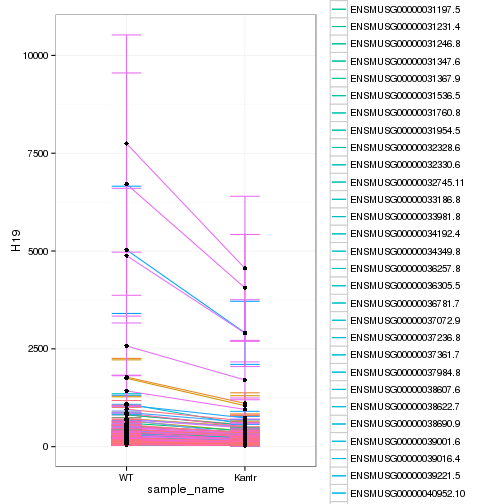 H19
10000
7500
5000
2500
0
WT
Kantr
sample_name
ENSMUSG00000031197.5
ENSMUSG00000031231.4
ENSMUSG00000031246.8
ENSMUSG00000031347.6
ENSMUSG00000031367.9
ENSMUSG00000031536.5
ENSMUSG00000031760.8
ENSMUSG00000031954.5
ENSMUSG00000032328.6
ENSMUSG00000032330.6
ENSMUSG00000032745.11
ENSMUSG00000033186.8
ENSMUSG00000033981.8
ENSMUSG00000034192.4
ENSMUSG00000034349.8
ENSMUSG00000036257.8
ENSMUSG00000036305.5
ENSMUSG00000036781.7
ENSMUSG00000037072.9
ENSMUSG00000037236.8
ENSMUSG00000037361.7
ENSMUSG00000037984.8
ENSMUSG00000038607.6
ENSMUSG00000038622.7
ENSMUSG00000038690.9
ENSMUSG00000039001.6
ENSMUSG00000039016.4
ENSMUSG00000039221.5
ENSMUSG00000040952.10